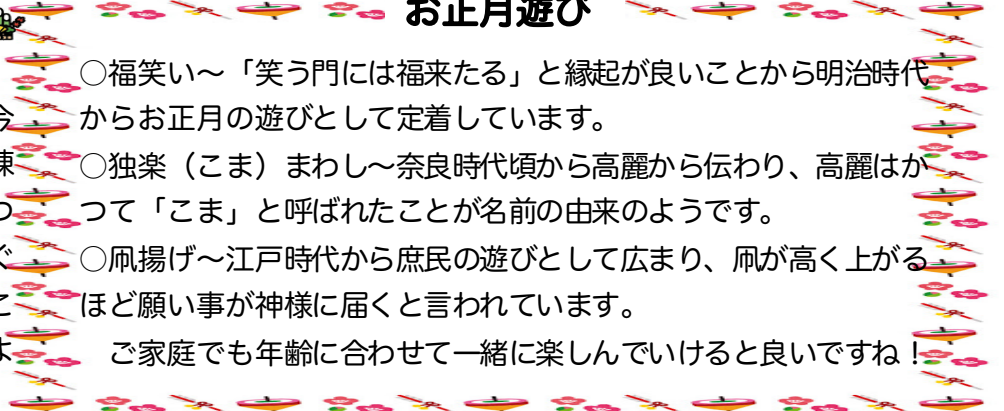 お正月遊び
○福笑い～「笑う門には福来たる」と縁起が良いことから明治時代
からお正月の遊びとして定着しています。
○独楽（こま）まわし～奈良時代頃から高麗から伝わり、高麗はか
つて「こま」と呼ばれたことが名前の由来のようです。
○凧揚げ～江戸時代から庶民の遊びとして広まり、凧が高く上がる
ほど願い事が神様に届くと言われています。
ご家庭でも年齢に合わせて一緒に楽しんでいけると良いですね！